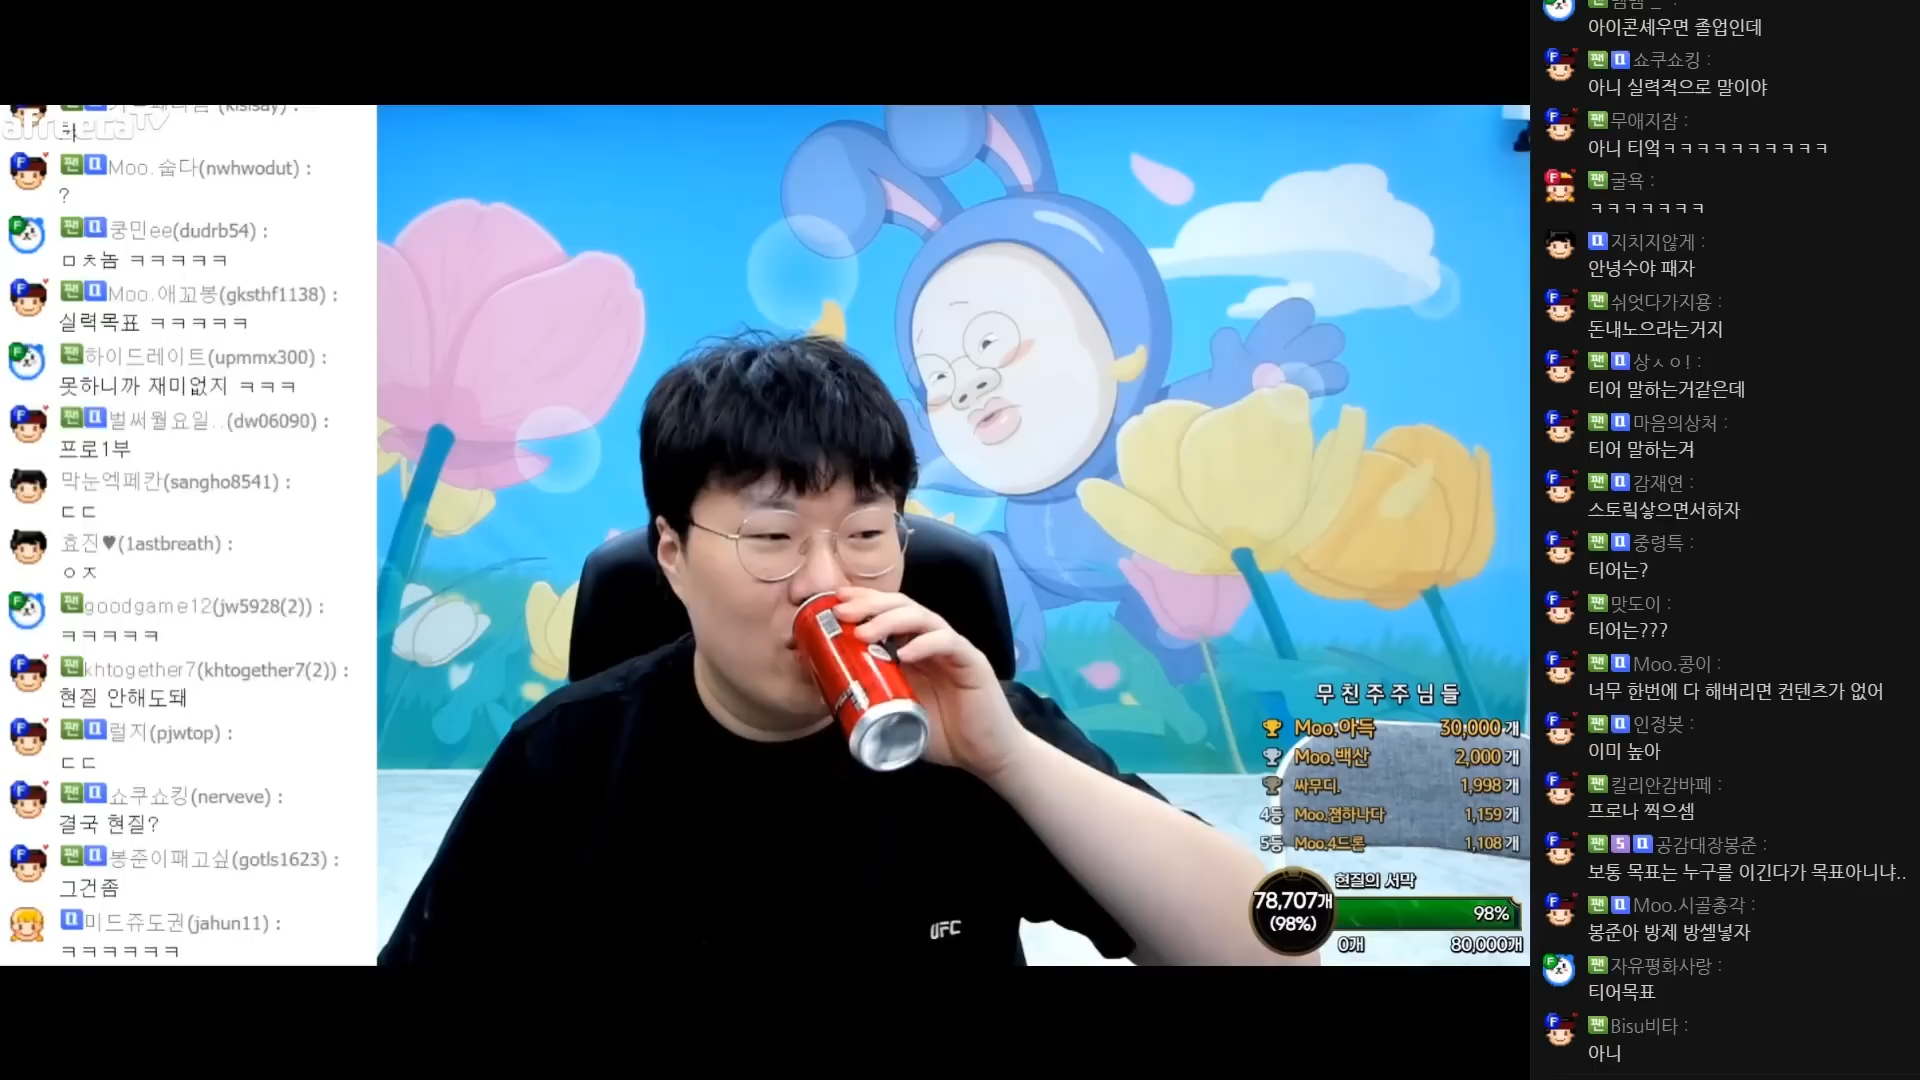 afreecaTV
Moo.숩다(nwhwodut) :
?
쿵민ee(dudrb54) :
ㅁㅊ놈 ㅋㅋㅋㅋㅋ
Moo.애꼬봉(gksthf1138) :
실력목표 ㅋㅋㅋㅋㅋ
하이드레이트(upmmx300) :
못하니까 재미없지 ㅋㅋㅋ
벌써월요일..(dw06090) :
프로1부
막눈엑페칸(sangho8541) :
ㄷㄷ
효진♥(1astbreath) :
ㅇㅈ
goodgame12(jw5928(2)) :
ㅋㅋㅋㅋㅋ
khtogether7(khtogether7(2)) :
현질 안해도돼
럴지(pjwtop) :
ㄷㄷ
쇼쿠쇼킹(nerveve) :
결국 현질?
봉준이패고싶(gotls1623) :
그건좀
미드쥬도권(jahun11) :
ㅋㅋㅋㅋㅋㅋ
UFC
무친주주님들
Moo.아득 30,000개
Moo.백산 2,000개
싸무디. 1,998개
4등 Moo.쩜하나다 1,159개
5등 Moo.4드론 1,108개
현질의 서막
78,707개
(98%)
98%
0개 80,000개
아이콘셰우면 졸업인데
쇼쿠쇼킹 :
아니 실력적으로 말이야
무애지잠 :
아니 티억ㅋㅋㅋㅋㅋㅋㅋㅋㅋㅋ
굴욕 :
ㅋㅋㅋㅋㅋㅋㅋ
지치지않게 :
안녕수야 패자
쉬엇다가지용 :
돈내노으라는거지
상ㅅㅇ! :
티어 말하는거같은데
마음의상처 :
티어 말하는겨
감재연 :
스토맄샇으면서하자
중령특 :
티어는?
맛도이 :
티어는???
Moo.콩이 :
너무 한번에 다 해버리면 컨텐츠가 없어
인정봇 :
이미 높아
킬리안감바페 :
프로나 찍으셈
공감대장봉준 :
보통 목표는 누구를 이긴다가 목표아니냐..
Moo.시골총각 :
봉준아 방제 방셀넣자
자유평화사랑 :
티어목표
Bisu비타 :
아니